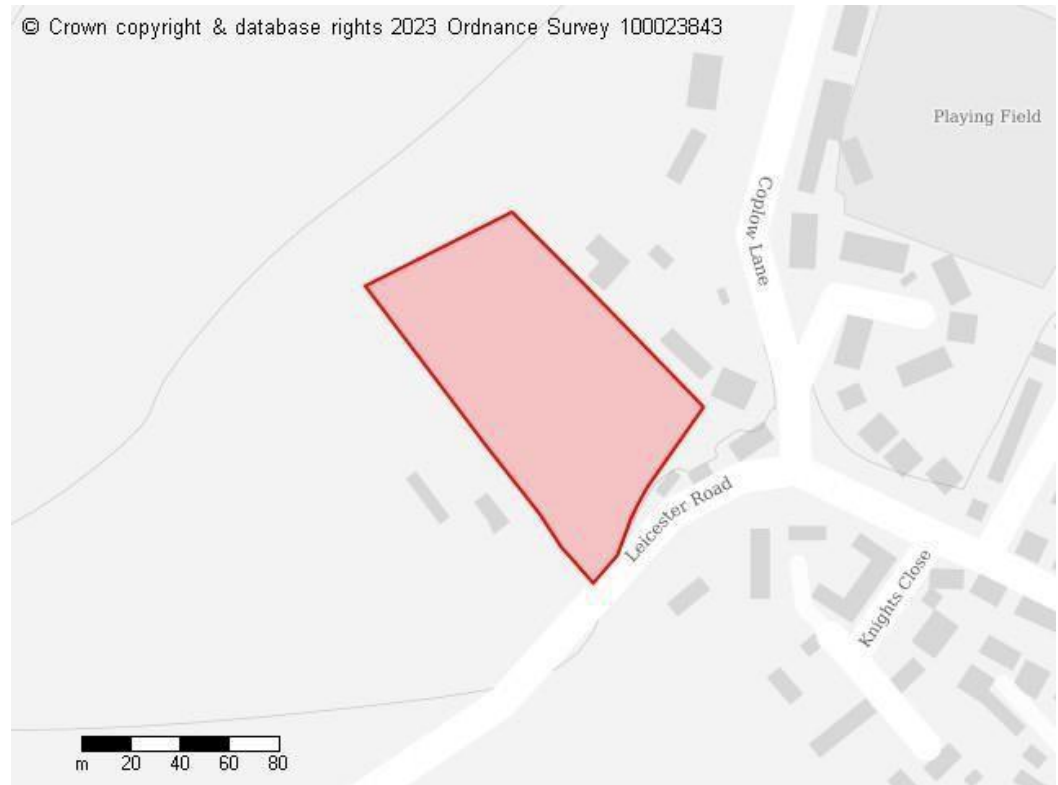 © Crown copyright & database rights 2023 Ordnance Survey 100023843
Playing Field
Coplow Lane
Leicester Road
Knights Close
m 20 40 60 80